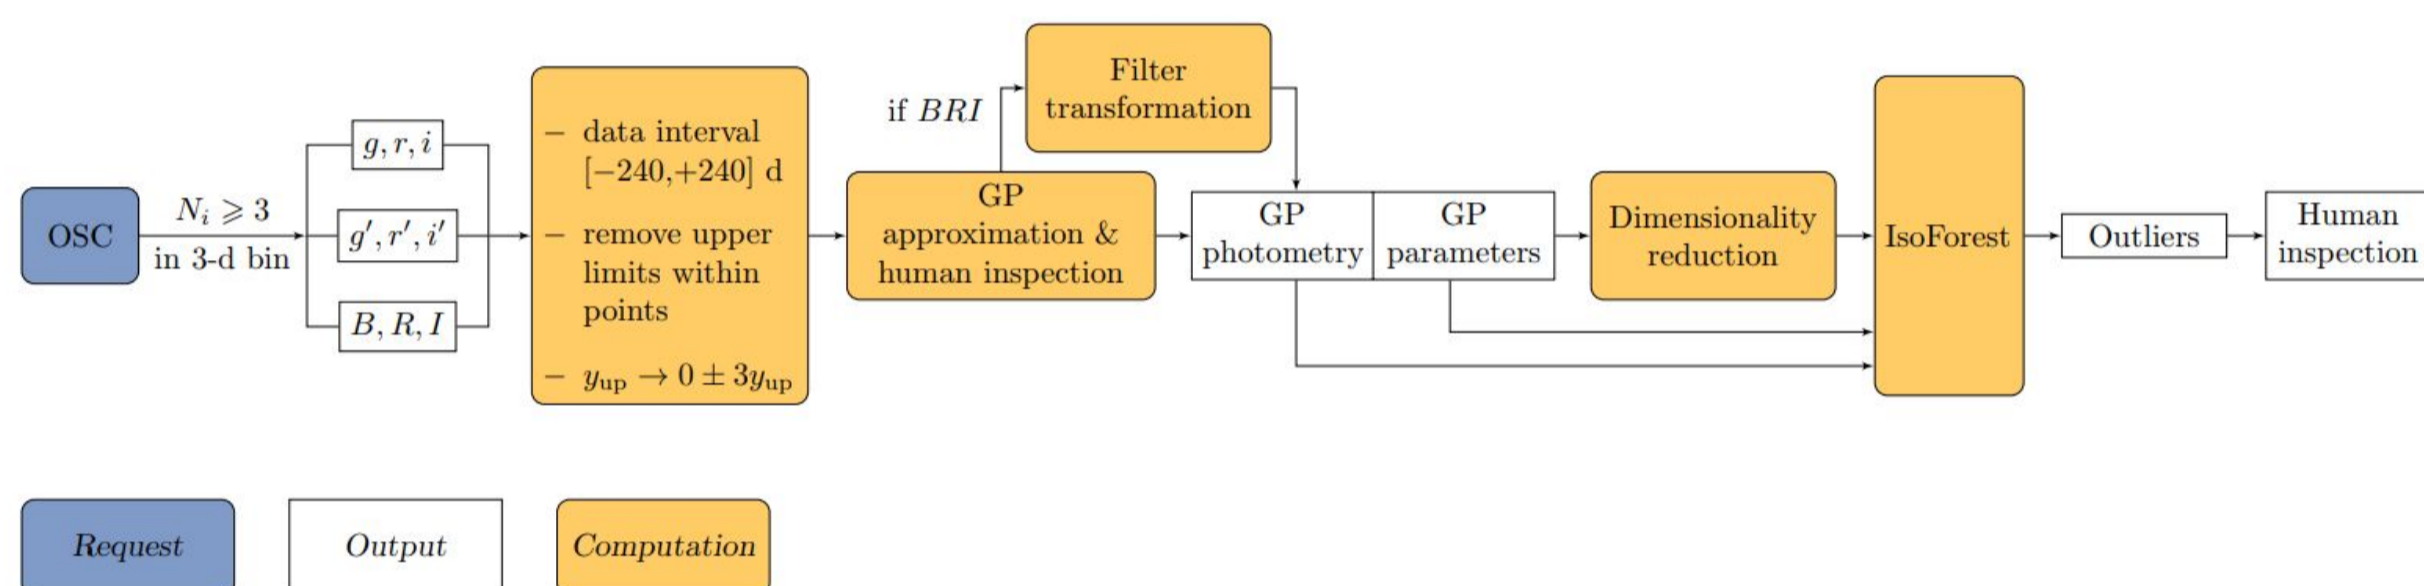 OSC
N_i ⩾ 3
in 3-d bin
g, r, i
g′, r′, i′
B, R, I
– data interval
[−240,+240] d
– remove upper
limits within
points
– y_up → 0 ± 3y_up
GP
approximation &
human inspection
if BRI
Filter
transformation
GP
photometry
GP
parameters
Dimensionality
reduction
IsoForest
Outliers
Human
inspection
Request
Output
Computation